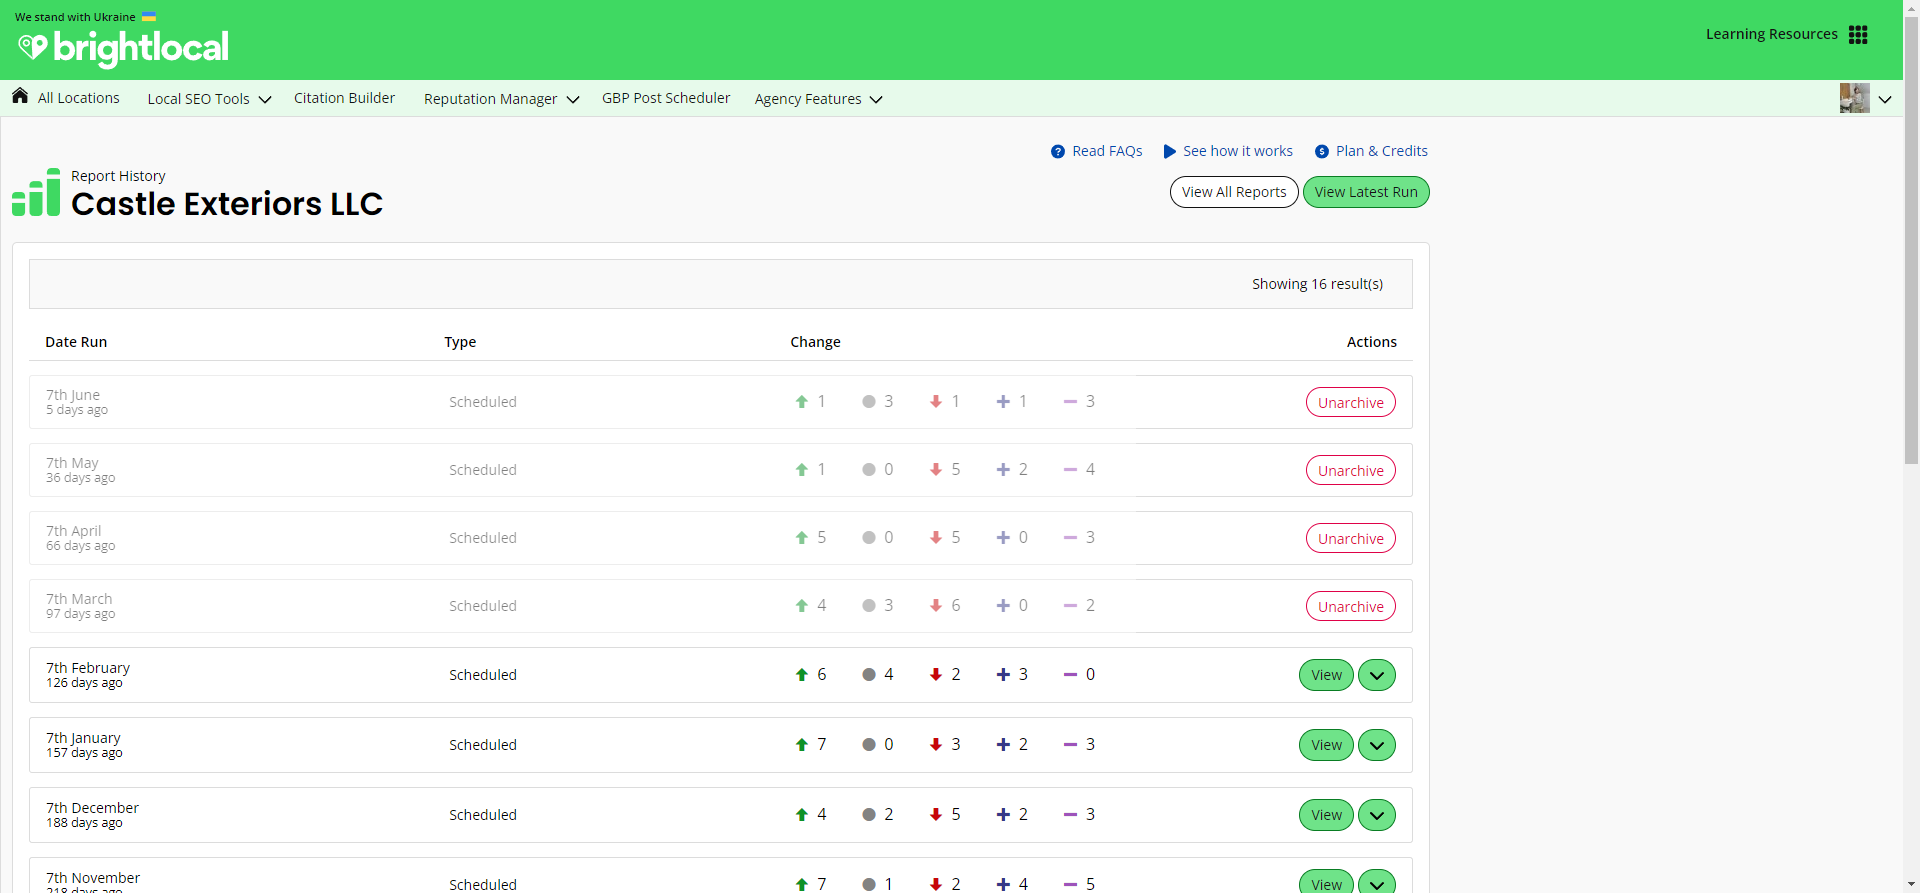 We stand with Ukraine
brightlocal
Learning Resources
All Locations Local SEO Tools Citation Builder Reputation Manager GBP Post Scheduler Agency Features
Read FAQs See how it works Plan & Credits
Report History
Castle Exteriors LLC
View All Reports View Latest Run
Showing 16 result(s)
Date Run Type Change Actions
7th June
5 days ago
Scheduled 1 3 1 1 3 Unarchive
7th May
36 days ago
Scheduled 1 0 5 2 4 Unarchive
7th April
66 days ago
Scheduled 5 0 5 0 3 Unarchive
7th March
97 days ago
Scheduled 4 3 6 0 2 Unarchive
7th February
126 days ago
Scheduled 6 4 2 3 0 View
7th January
157 days ago
Scheduled 7 0 3 2 3 View
7th December
188 days ago
Scheduled 4 2 5 2 3 View
7th November
218 days ago
Scheduled 7 1 2 4 5 View